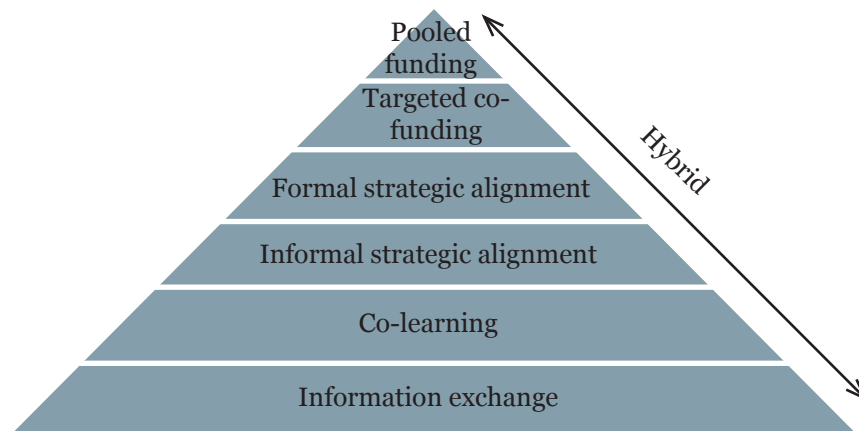 Pooled
funding
Targeted co-
funding
Formal strategic alignment
Informal strategic alignment
Co-learning
Information exchange
Hybrid